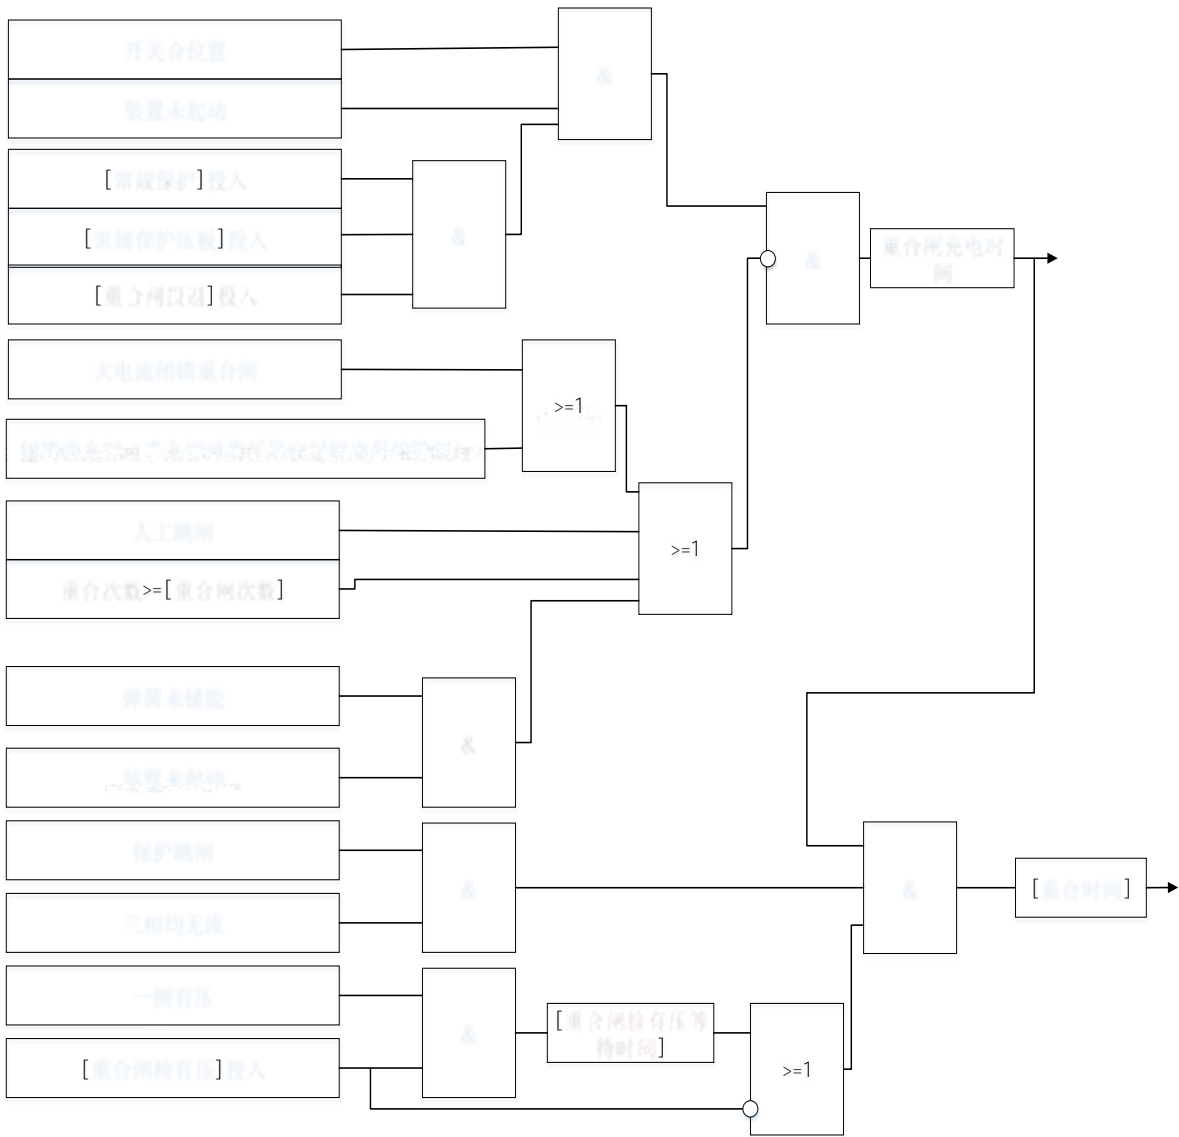 开关合位置
&
装置未起动
[常规保护]投入
[常规保护压板]投入
&
[重合闸投退]投入
&
重合闸充电时
间
大电流闭锁重合闸
>=1
人工跳闸
>=1
重合次数>=[重合闸次数]
弹簧未储能
&
装置未起动
保护跳闸
&
三相均无流
&
[重合时间]
一侧有压
&
[重合闸检有压等
待时间]
[重合闸检有压]投入
>=1